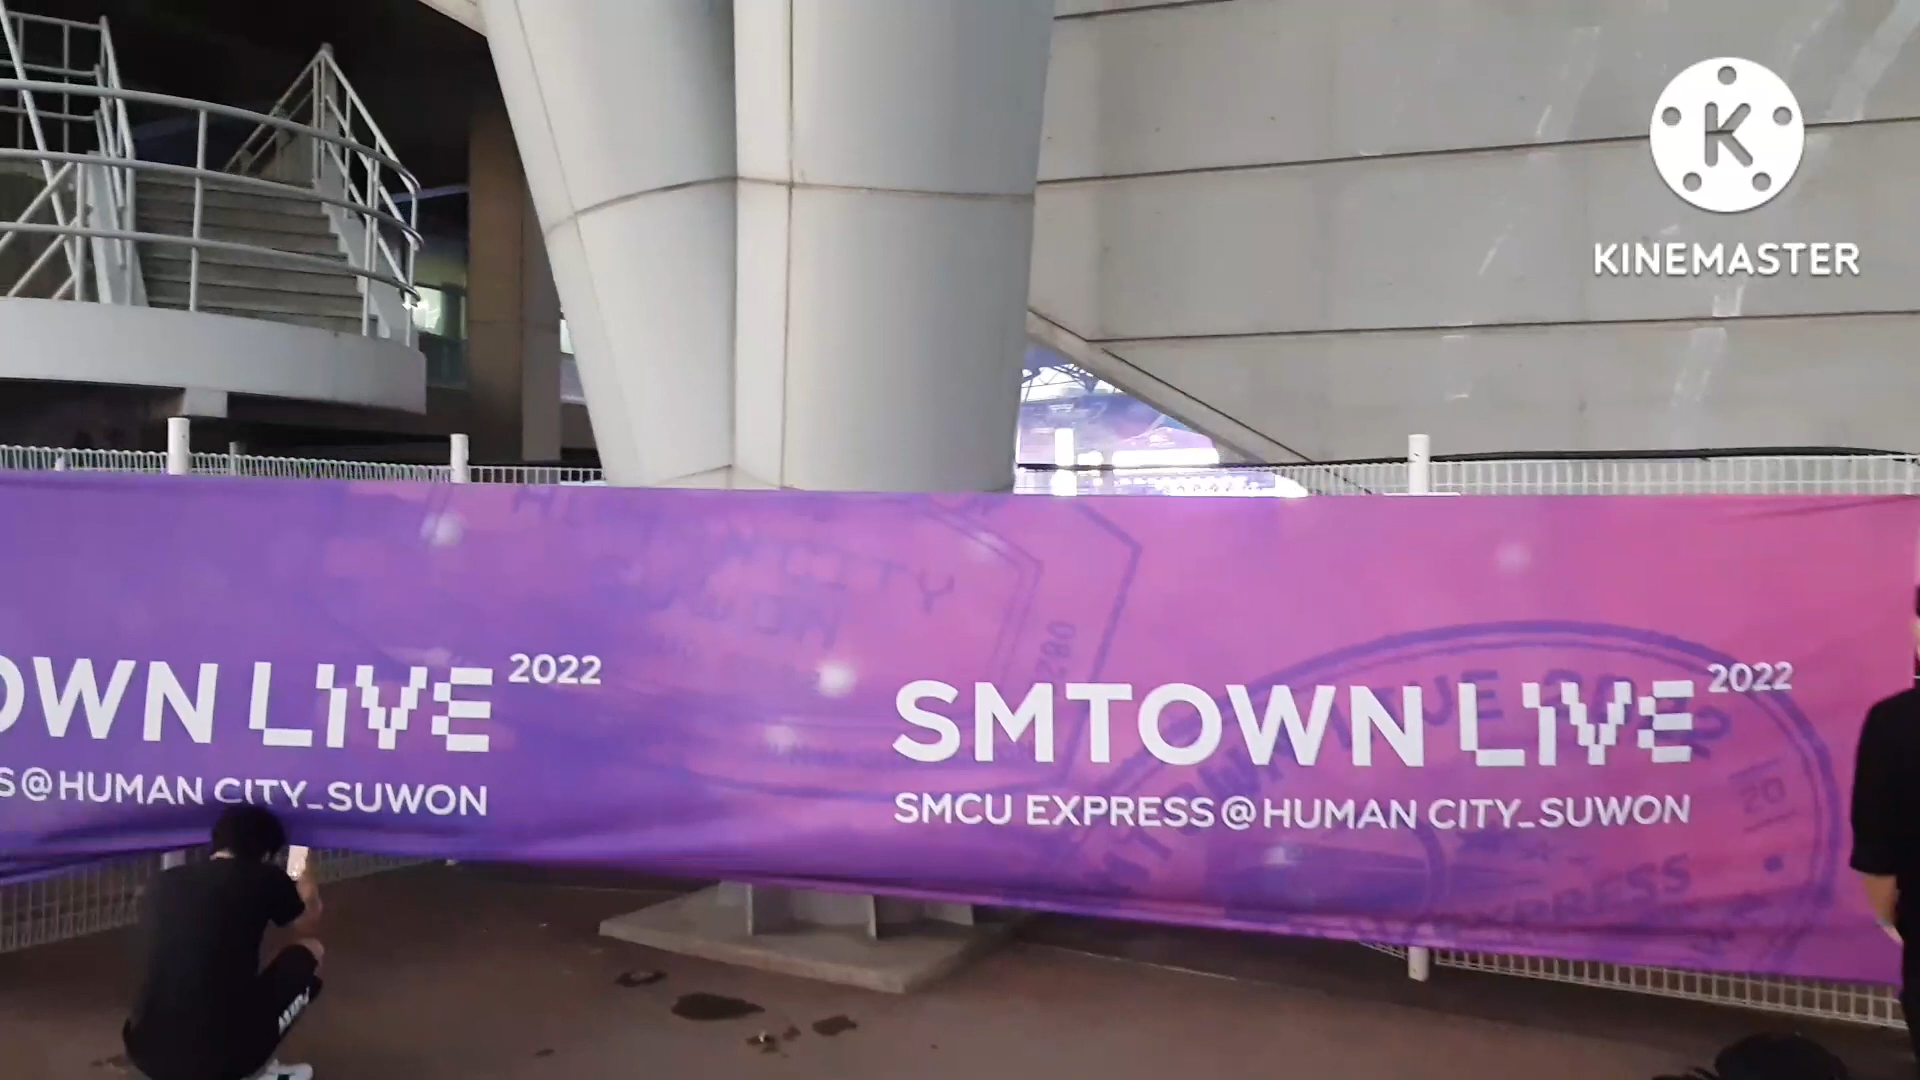 K
KINEMASTER
OWN LIVE 2022
S@HUMAN CITY_SUWON
SMTOWN LIVE 2022
SMCU EXPRESS@HUMAN CITY_SUWON